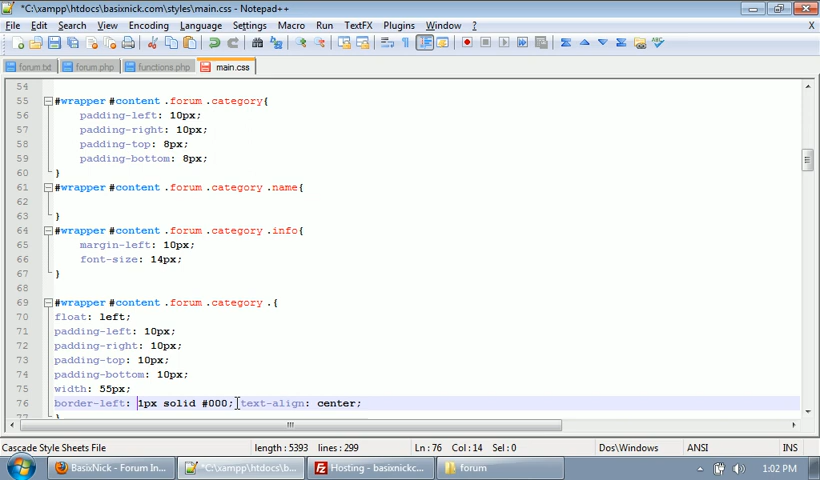 *C:\xampp\htdocs\basixnick.com\styles\main.css - Notepad++
File Edit Search View Encoding Language Settings Macro Run TextFX Plugins Window ? X
forum.txt forum.php functions.php main.css
54
55 #wrapper #content .forum .category{
56 padding-left: 10px;
57 padding-right: 10px;
58 padding-top: 8px;
59 padding-bottom: 8px;
60 }
61 #wrapper #content .forum .category .name{
62
63 }
64 #wrapper #content .forum .category .info{
65 margin-left: 10px;
66 font-size: 14px;
67 }
68
69 #wrapper #content .forum .category .{
70 float: left;
71 padding-left: 10px;
72 padding-right: 10px;
73 padding-top: 10px;
74 padding-bottom: 10px;
75 width: 55px;
76 border-left: 1px solid #000; text-align: center;
77 }
Cascade Style Sheets File length : 5393 lines : 299 Ln : 76 Col : 14 Sel : 0 Dos\Windows ANSI INS
BasixNick - Forum In... *C:\xampp\htdocs\b... Hosting - basixnickc... forum 1:02 PM